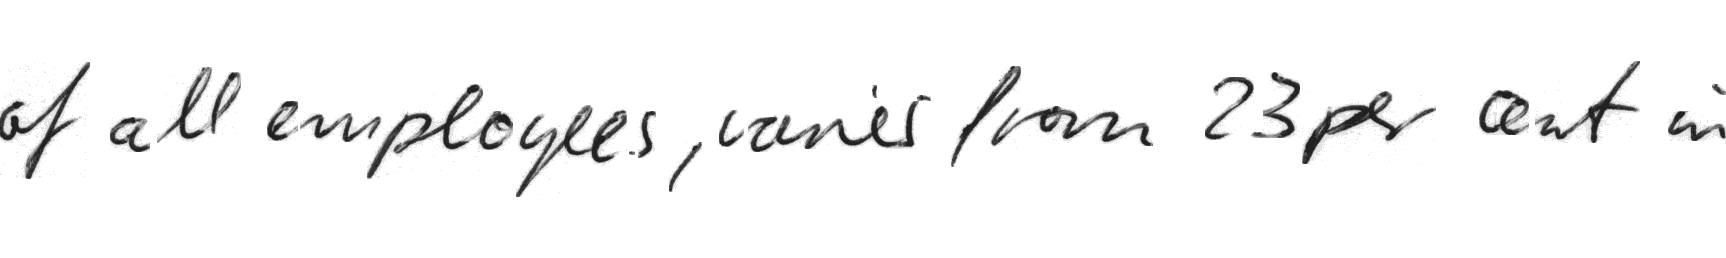 of all employees, varies from 23 per cent in